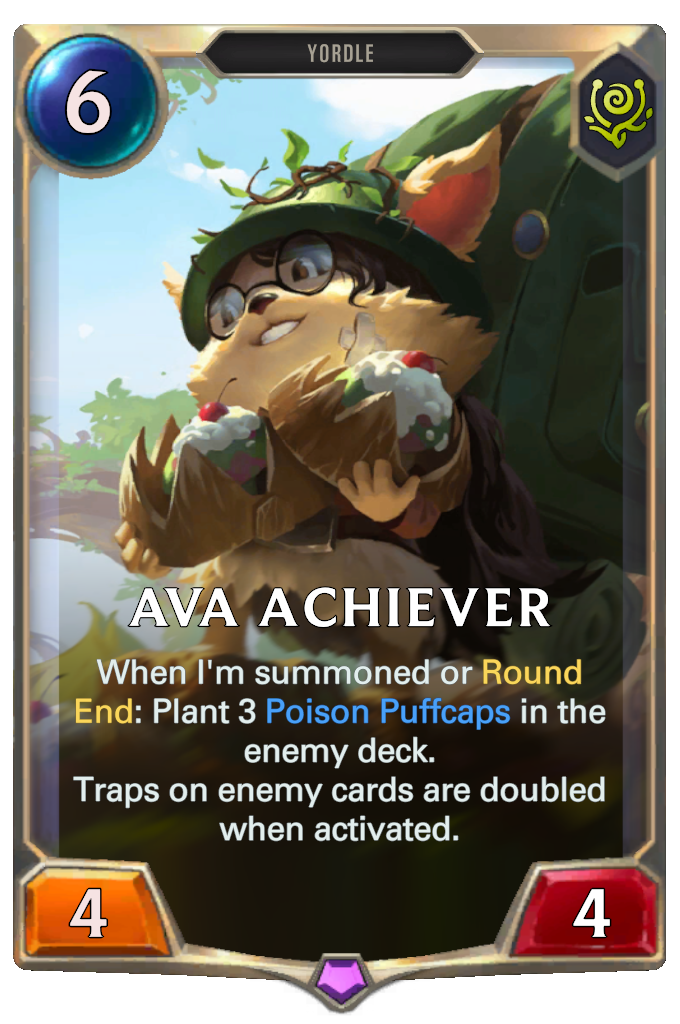 YORDLE
6
AVA ACHIEVER
When I'm summoned or Round
End: Plant 3 Poison Puffcaps in the
enemy deck.
Traps on enemy cards are doubled
when activated.
4
4